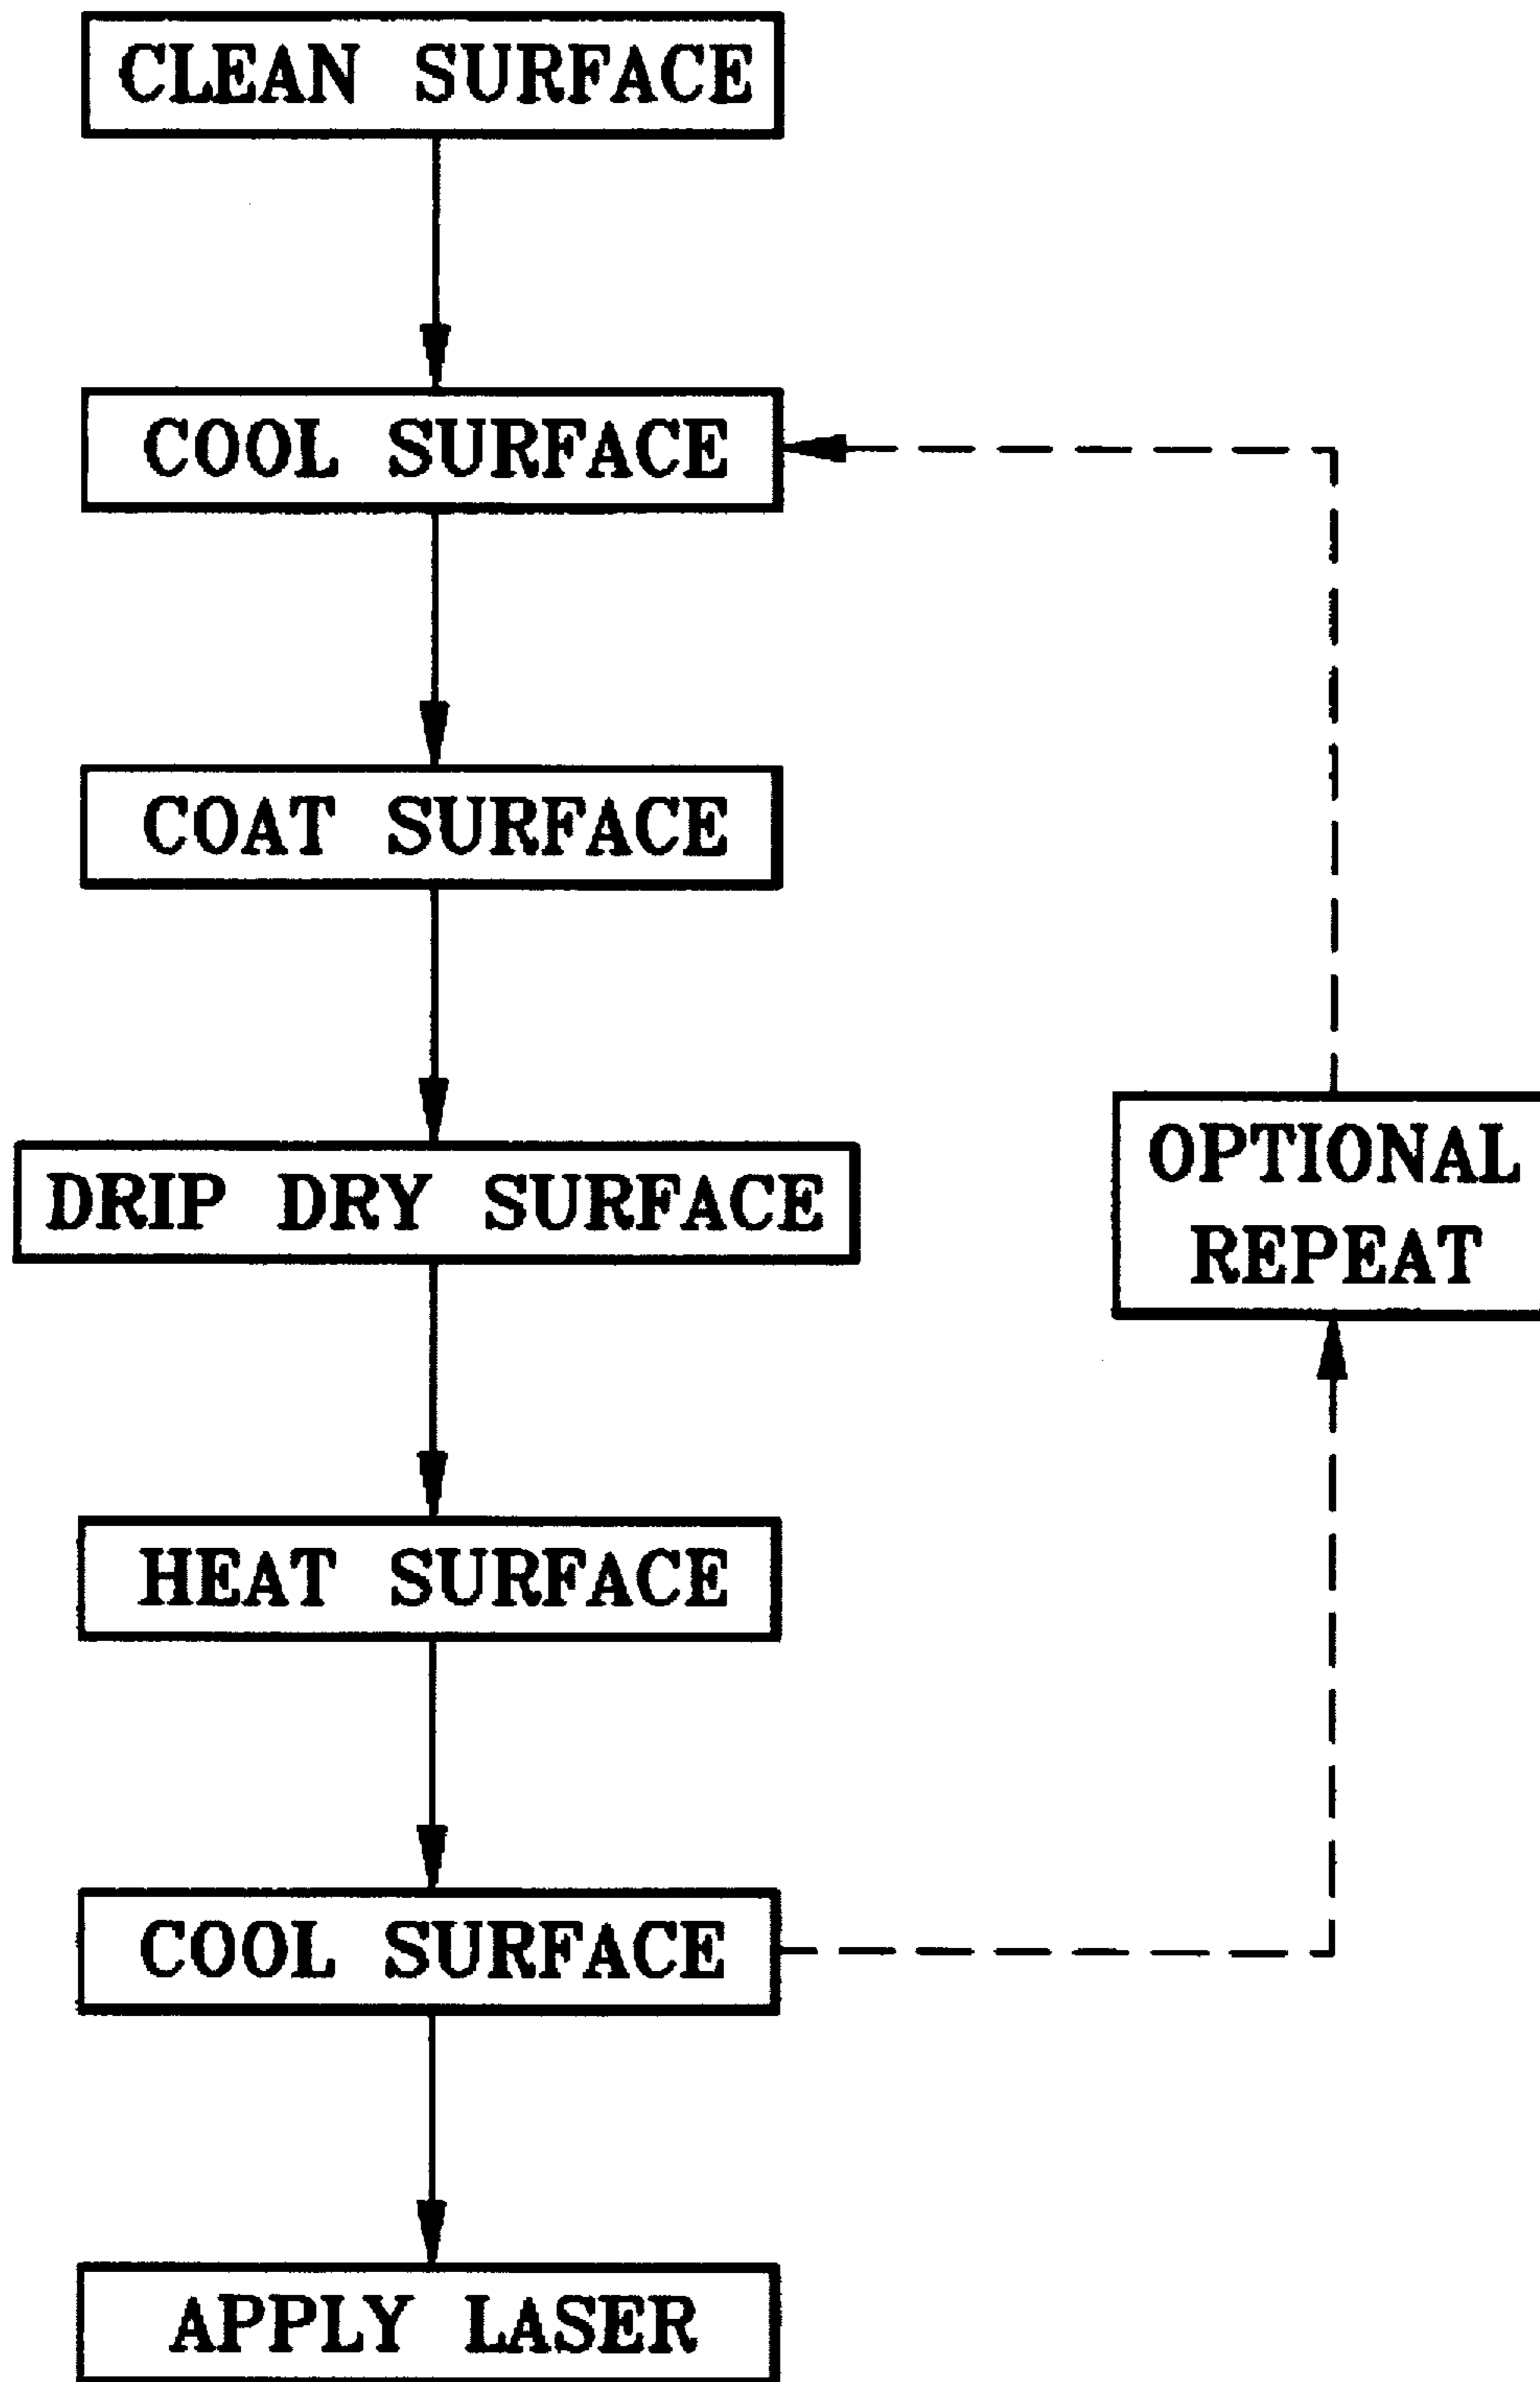 CLEAN SURFACE
COOL SURFACE
COAT SURFACE
DRIP DRY SURFACE
OPTIONAL
REPEAT
HEAT SURFACE
COOL SURFACE
APPLY LASER